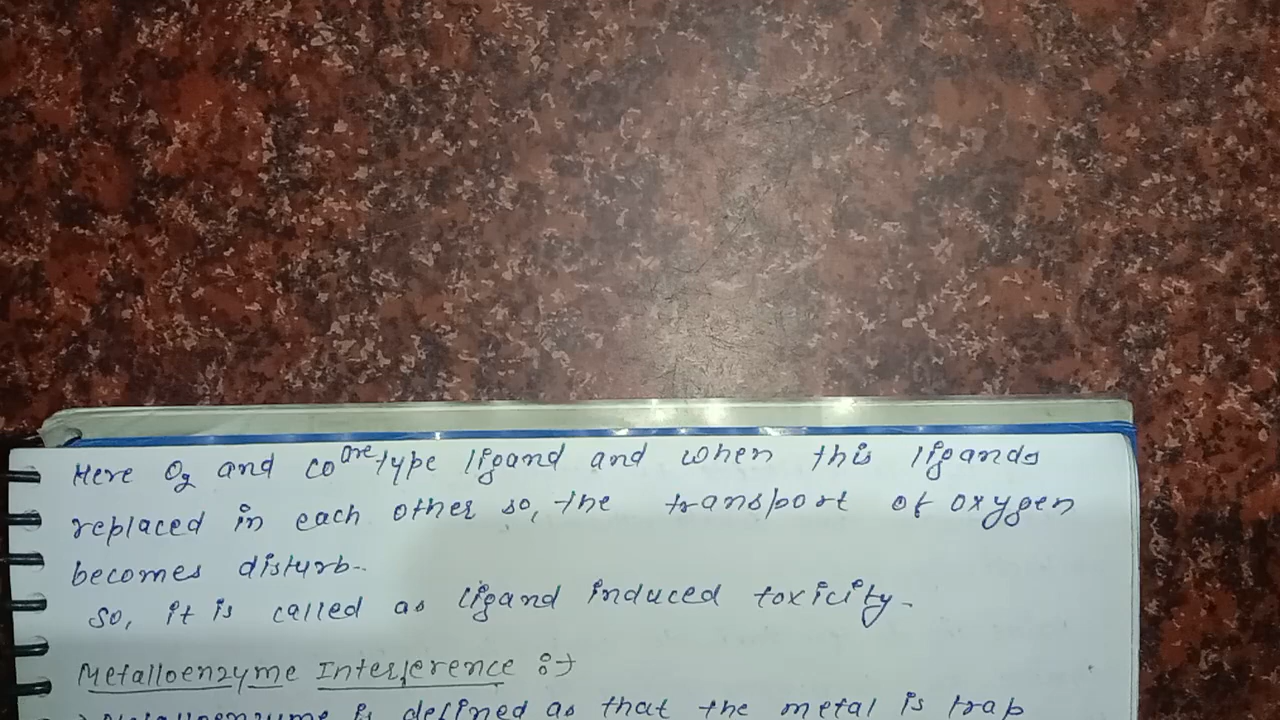 Here O₂ and CO are type ligand and when this ligands
replaced in each other so, the transport of oxygen
becomes disturb.
So, it is called as ligand induced toxicity.
Metalloenzyme Interference :→
Metalloenzyme is defined as that the metal is trap